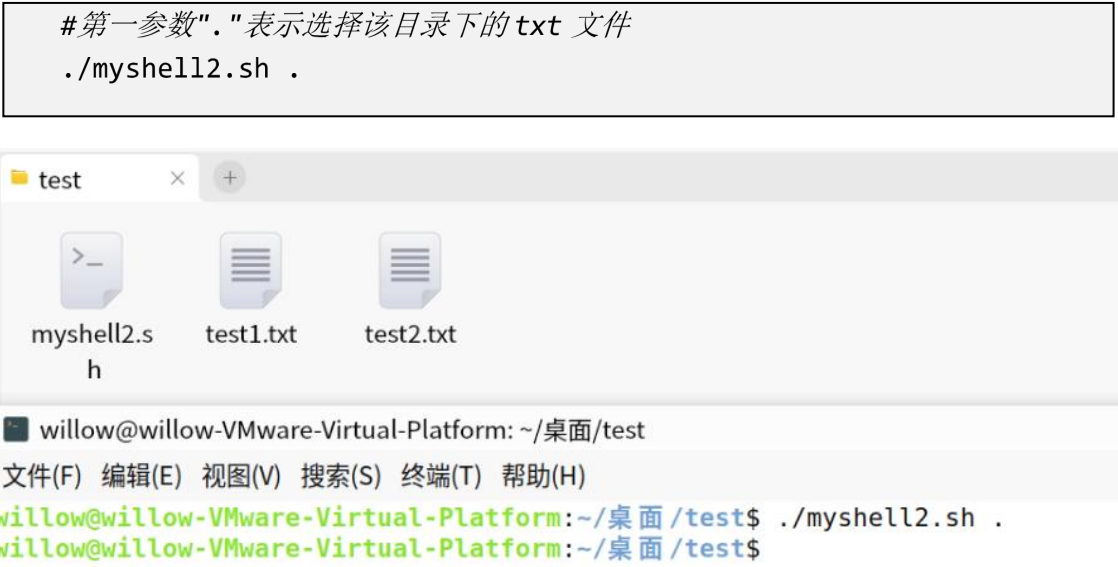 #第一参数"."表示选择该目录下的 txt 文件
./myshell2.sh .
test
myshell2.s
h
test1.txt
test2.txt
willow@willow-VMware-Virtual-Platform: ~/桌面/test
文件(F) 编辑(E) 视图(V) 搜索(S) 终端(T) 帮助(H)
willow@willow-VMware-Virtual-Platform:~/桌面/test$ ./myshell2.sh .
willow@willow-VMware-Virtual-Platform:~/桌面/test$